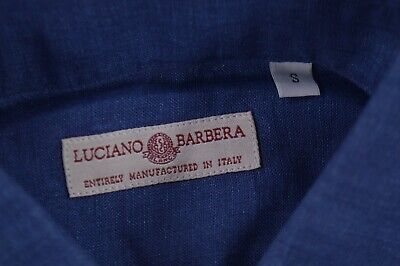 S
LUCIANO BARBERA
ENTIRELY MANUFACTURED IN ITALY